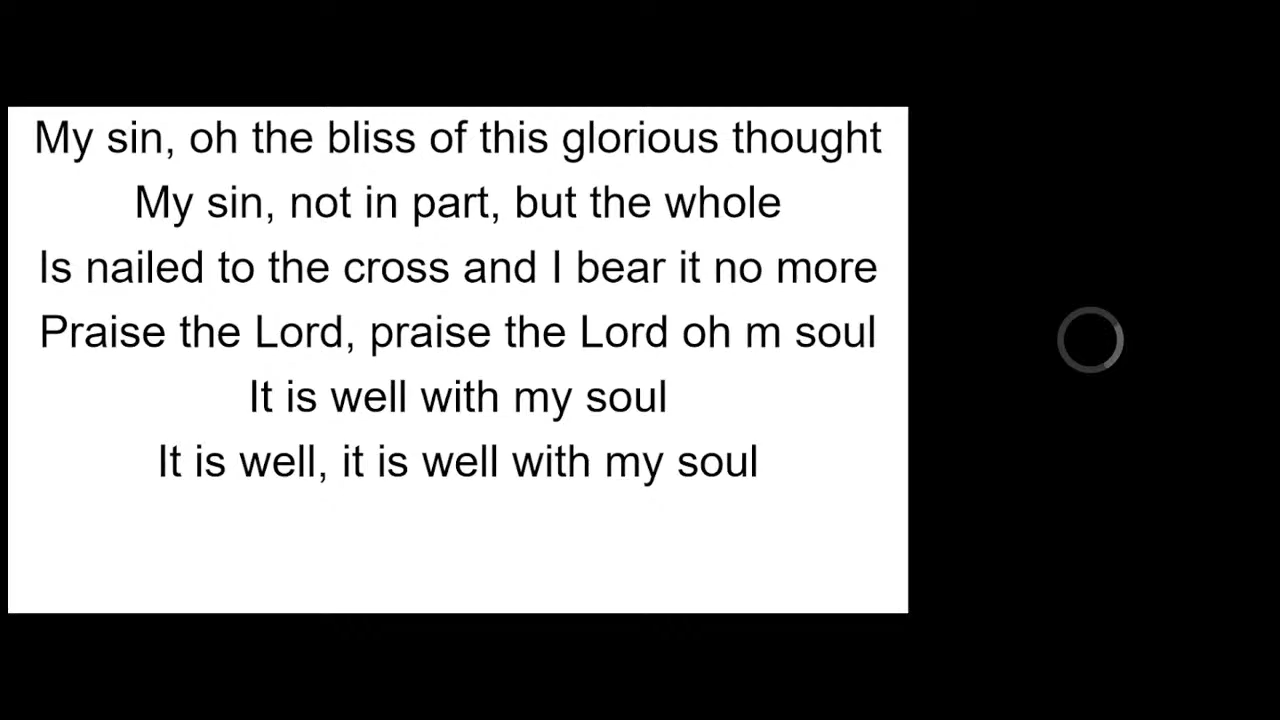 My sin, oh the bliss of this glorious thought
My sin, not in part, but the whole
Is nailed to the cross and I bear it no more
Praise the Lord, praise the Lord oh m soul
It is well with my soul
It is well, it is well with my soul